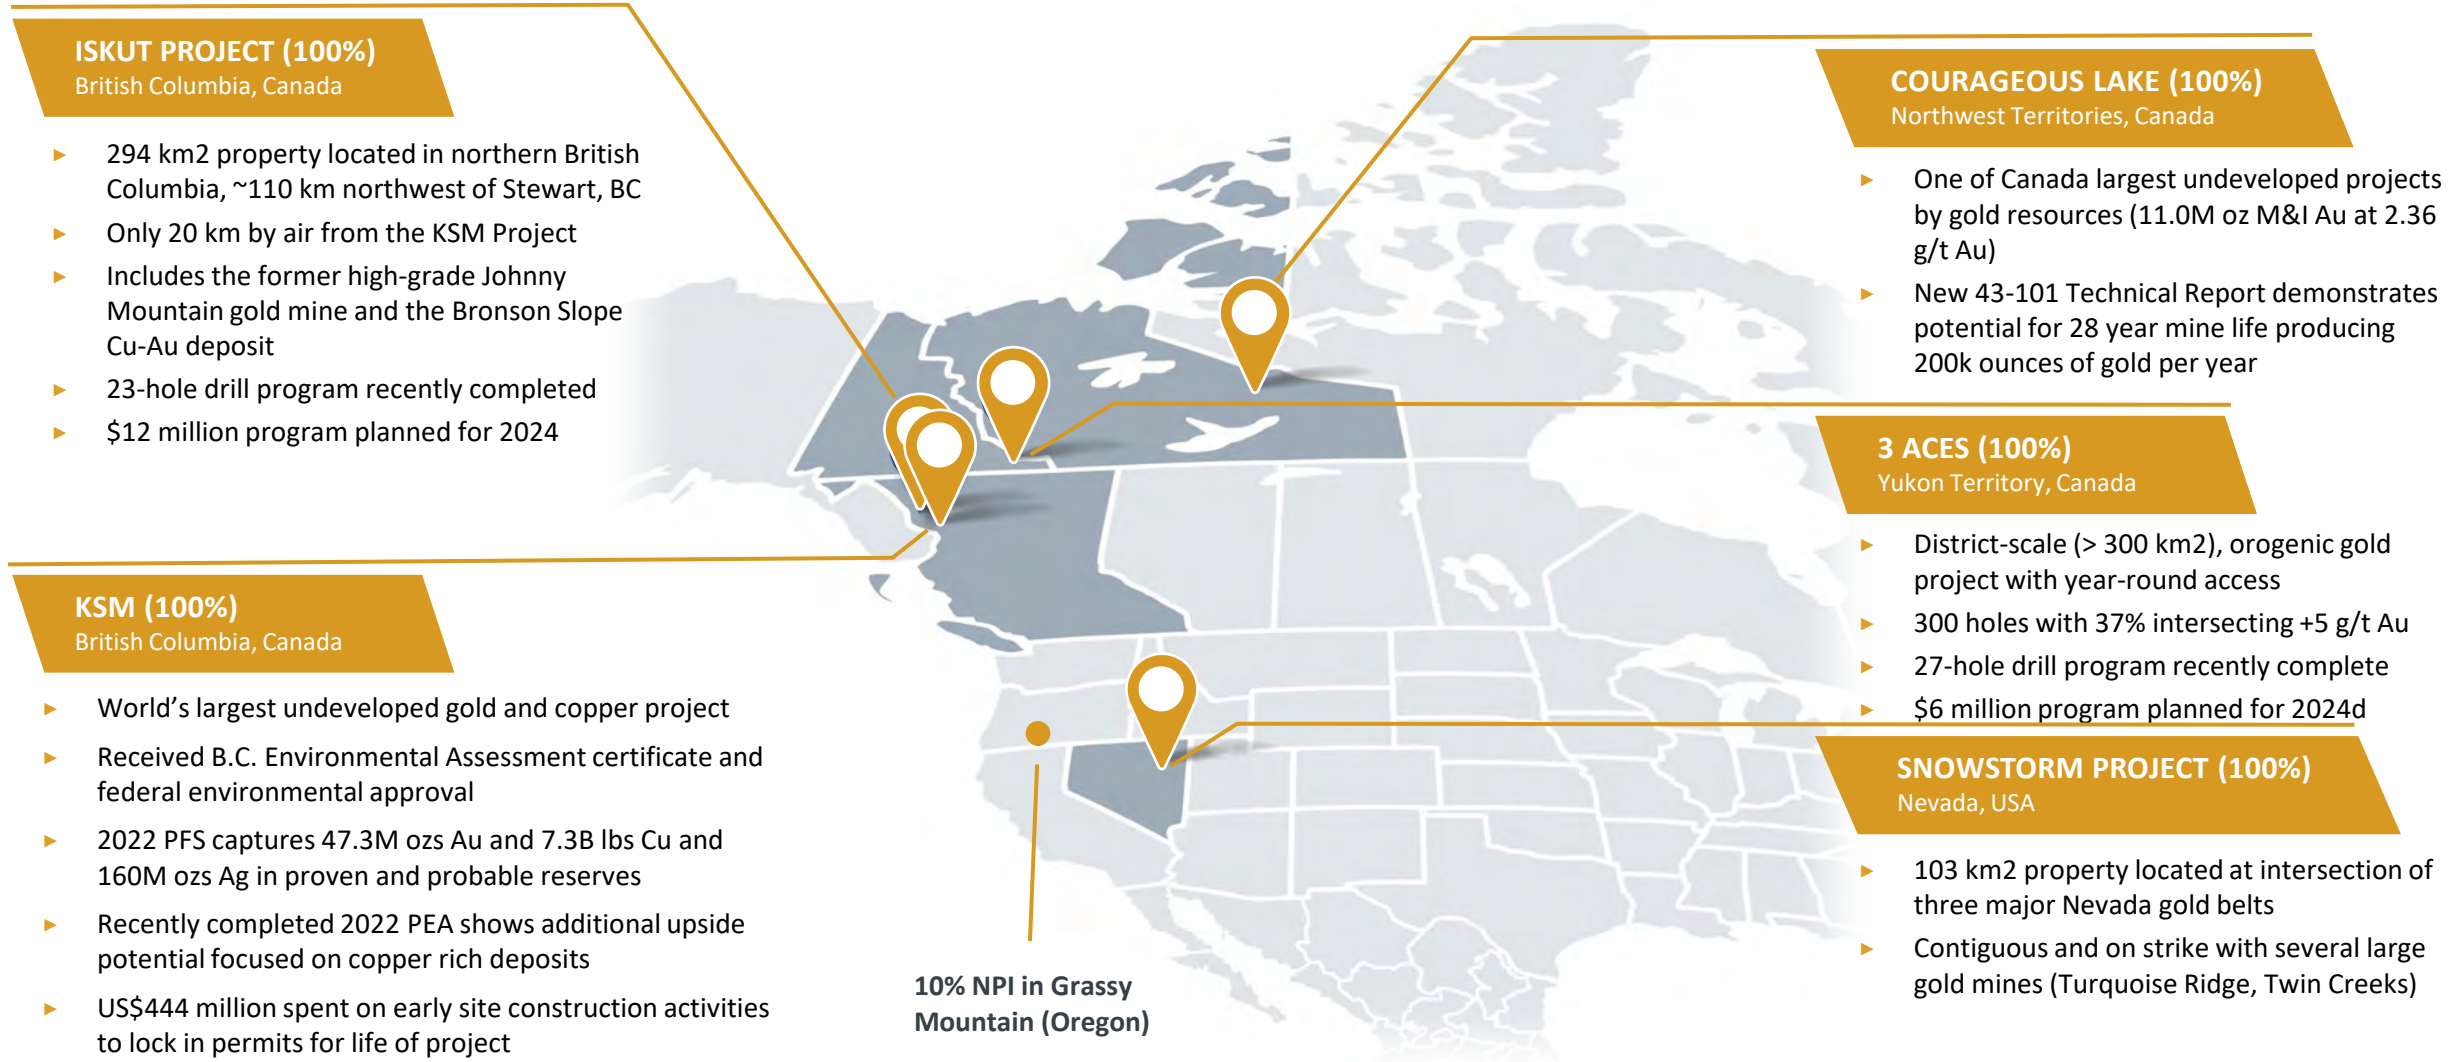 ISKUT PROJECT (100%)
British Columbia, Canada
► 294 km2 property located in northern British
Columbia, ~110 km northwest of Stewart, BC
► Only 20 km by air from the KSM Project
► Includes the former high-grade Johnny
Mountain gold mine and the Bronson Slope
Cu-Au deposit
► 23-hole drill program recently completed
► $12 million program planned for 2024
KSM (100%)
British Columbia, Canada
► World’s largest undeveloped gold and copper project
► Received B.C. Environmental Assessment certificate and
federal environmental approval
► 2022 PFS captures 47.3M ozs Au and 7.3B lbs Cu and
160M ozs Ag in proven and probable reserves
► Recently completed 2022 PEA shows additional upside
potential focused on copper rich deposits
► US$444 million spent on early site construction activities
to lock in permits for life of project
10% NPI in Grassy
Mountain (Oregon)
COURAGEOUS LAKE (100%)
Northwest Territories, Canada
► One of Canada largest undeveloped projects
by gold resources (11.0M oz M&I Au at 2.36
g/t Au)
► New 43-101 Technical Report demonstrates
potential for 28 year mine life producing
200k ounces of gold per year
3 ACES (100%)
Yukon Territory, Canada
► District-scale (> 300 km2), orogenic gold
project with year-round access
► 300 holes with 37% intersecting +5 g/t Au
► 27-hole drill program recently complete
► $6 million program planned for 2024d
SNOWSTORM PROJECT (100%)
Nevada, USA
► 103 km2 property located at intersection of
three major Nevada gold belts
► Contiguous and on strike with several large
gold mines (Turquoise Ridge, Twin Creeks)